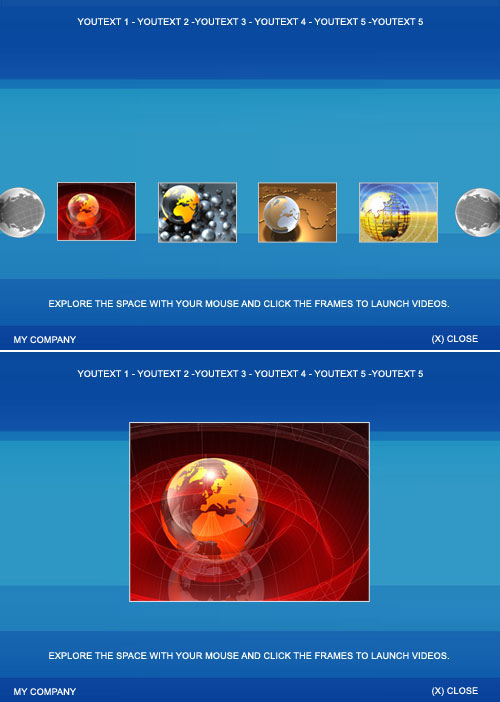 YOUTEXT 1 - YOUTEXT 2 -YOUTEXT 3 - YOUTEXT 4 - YOUTEXT 5 -YOUTEXT 5
EXPLORE THE SPACE WITH YOUR MOUSE AND CLICK THE FRAMES TO LAUNCH VIDEOS.
MY COMPANY
(X) CLOSE
YOUTEXT 1 - YOUTEXT 2 -YOUTEXT 3 - YOUTEXT 4 - YOUTEXT 5 -YOUTEXT 5
EXPLORE THE SPACE WITH YOUR MOUSE AND CLICK THE FRAMES TO LAUNCH VIDEOS.
MY COMPANY
(X) CLOSE